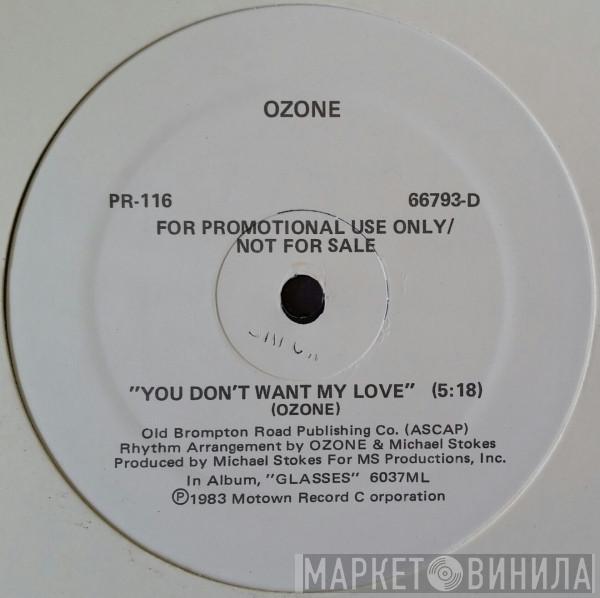 OZONE
PR-116 66793-D
FOR PROMOTIONAL USE ONLY/
NOT FOR SALE
"YOU DON'T WANT MY LOVE" (5:18)
(OZONE)
Old Brompton Road Publishing Co. (ASCAP)
Rhythm Arrangement by OZONE & Michael Stokes
Produced by Michael Stokes For MS Productions, Inc.
In Album, "GLASSES" 6037ML
Ⓟ1983 Motown Record C orporation
МАРКЕТ ВИНИЛА